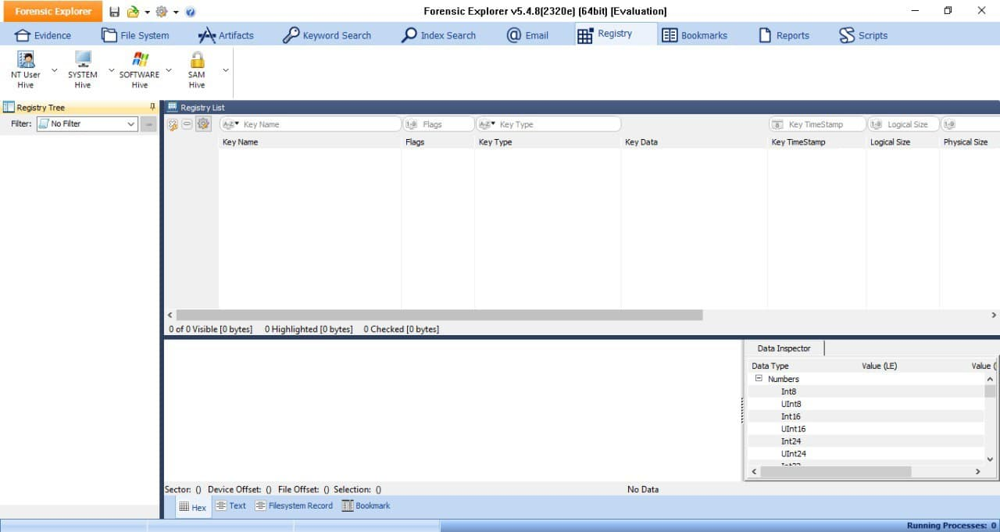 Forensic Explorer
Forensic Explorer v5.4.8(2320e) (64bit) [Evaluation]
Evidence File System Artifacts Keyword Search Index Search Email Registry Bookmarks Reports Scripts
NT User Hive
SYSTEM Hive
SOFTWARE Hive
SAM Hive
Registry Tree
Filter: No Filter
Registry List
Key Name Flags Key Type Key TimeStamp Logical Size
Key Name Flags Key Type Key Data Key TimeStamp Logical Size Physical Size
0 of 0 Visible [0 bytes] 0 Highlighted [0 bytes] 0 Checked [0 bytes]
Data Inspector
Data Type Value (LE) Value (
Numbers
Int8
UInt8
Int16
UInt16
Int24
UInt24
Sector: () Device Offset: () File Offset: () Selection: () No Data
Hex Text Filesystem Record Bookmark
Running Processes: 0